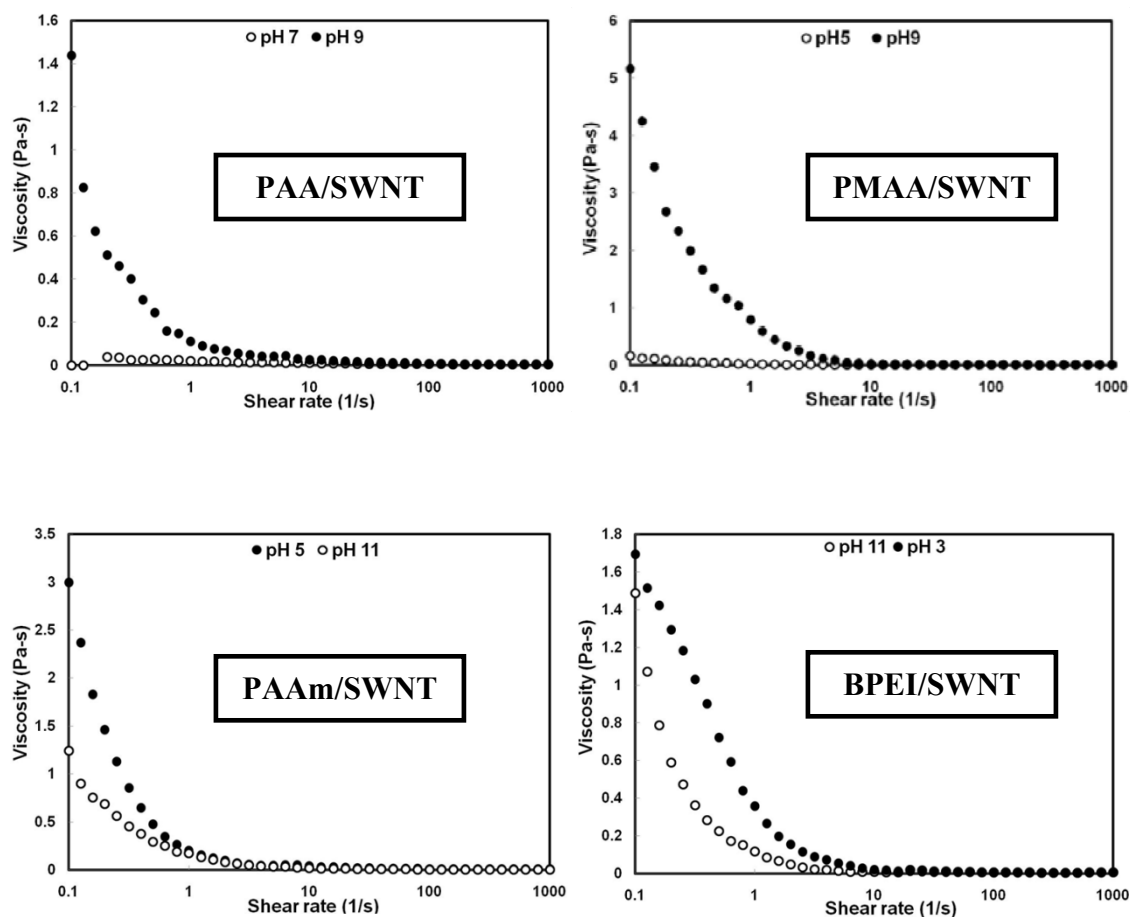 ○ pH 7 ● pH 9
1.6
1.4
1.2
1
0.8
0.6
0.4
0.2
0
Viscosity (Pa-s)
PAA/SWNT
0.1 1 10 100 1000
Shear rate (1/s)
○ pH5 ● pH9
6
5
4
3
2
1
0
Viscosity (Pa-s)
PMAA/SWNT
0.1 1 10 100 1000
Shear rate (1/s)
● pH 5 ○ pH 11
3.5
3
2.5
2
1.5
1
0.5
0
Viscosity (Pa-s)
PAAm/SWNT
0.1 1 10 100 1000
Shear rate (1/s)
○ pH 11 ● pH 3
1.8
1.6
1.4
1.2
1
0.8
0.6
0.4
0.2
0
Viscosity (Pa-s)
BPEI/SWNT
0.1 1 10 100 1000
Shear rate (1/s)